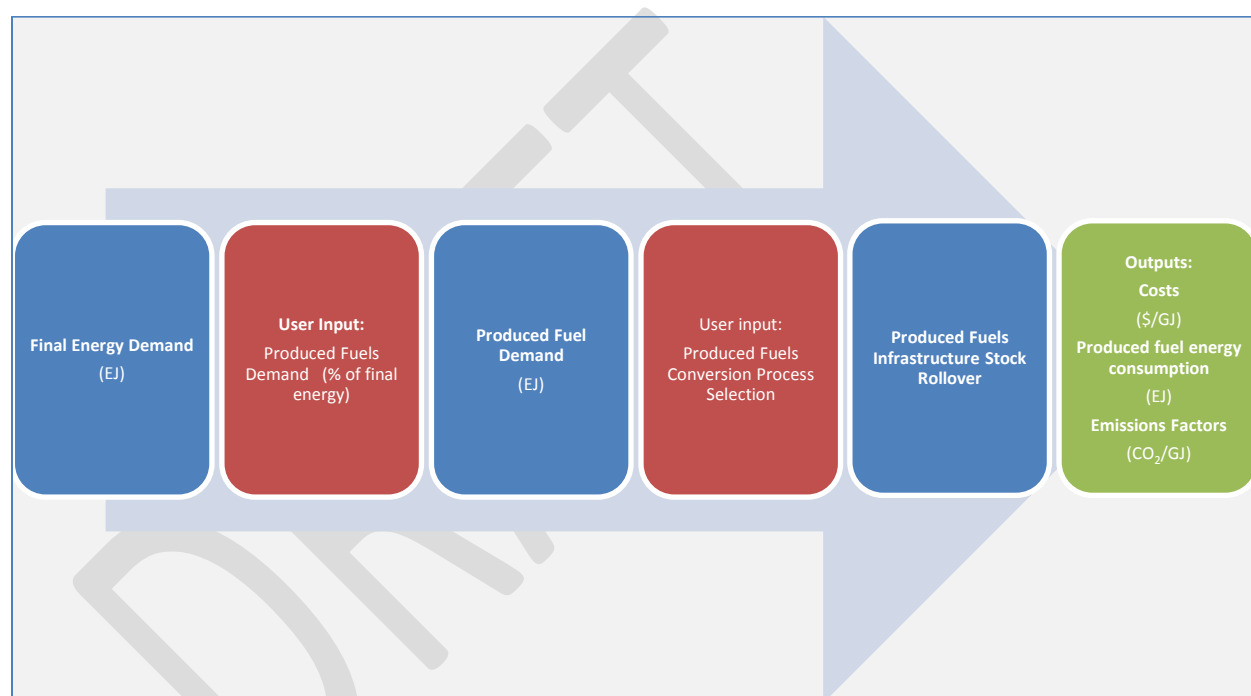 DRAFT
Final Energy Demand
(EJ)
User Input:
Produced Fuels
Demand (% of final
energy)
Produced Fuel
Demand
(EJ)
User input:
Produced Fuels
Conversion Process
Selection
Produced Fuels
Infrastructure Stock
Rollover
Outputs:
Costs
($/GJ)
Produced fuel energy
consumption
(EJ)
Emissions Factors
(CO₂/GJ)